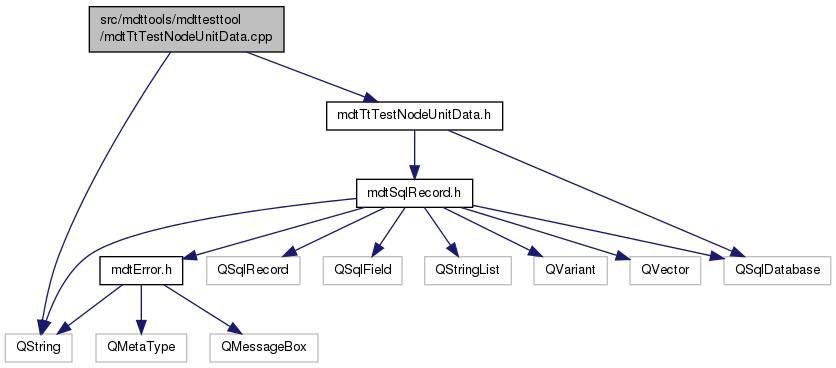 src/mdttools/mdttesttool
/mdtTtTestNodeUnitData.cpp
mdtTtTestNodeUnitData.h
mdtSqlRecord.h
mdtError.h
QSqlRecord
QSqlField
QStringList
QVariant
QVector
QSqlDatabase
QString
QMetaType
QMessageBox